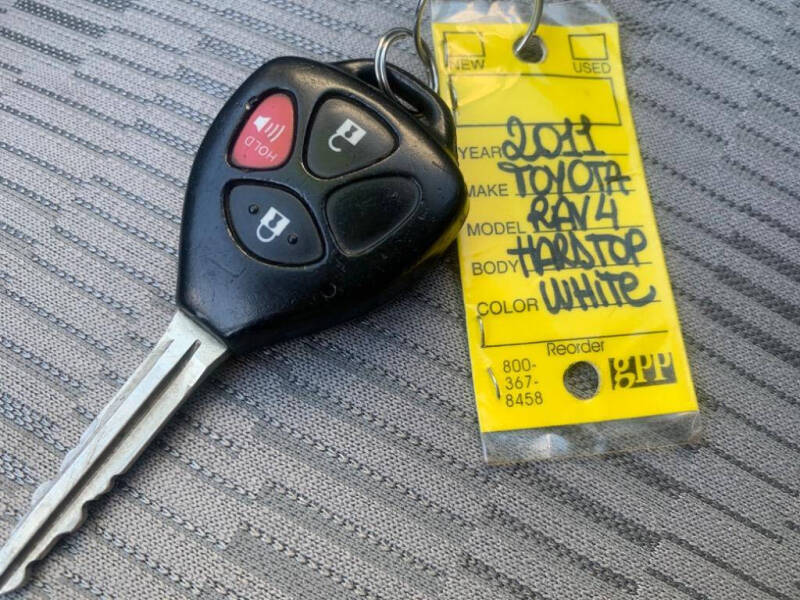 NEW USED
YEAR 2011
MAKE TOYOTA
MODEL RAV4
BODY HARDTOP
COLOR WHITE
Reorder
800-
367-
8458
gpp
HOLD